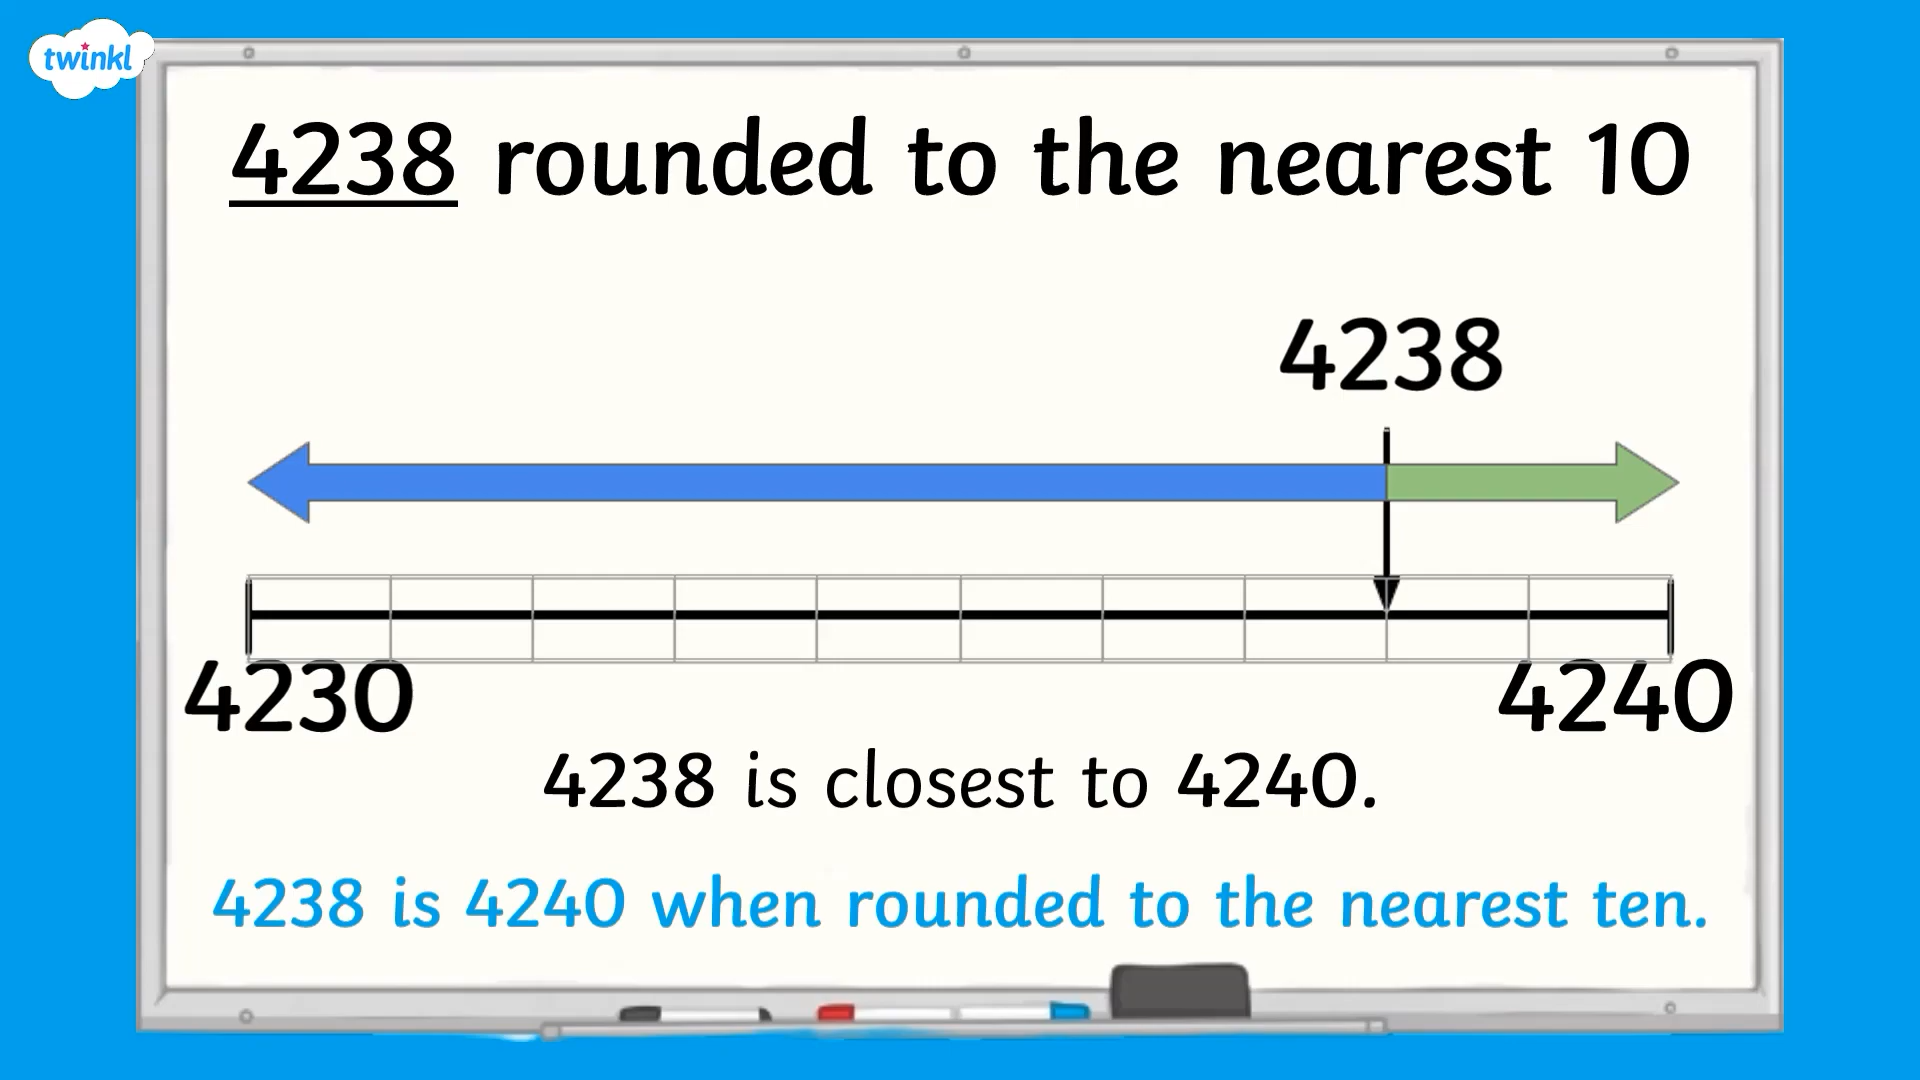 twinkl
4238 rounded to the nearest 10
4238
4230 4240
4238 is closest to 4240.
4238 is 4240 when rounded to the nearest ten.